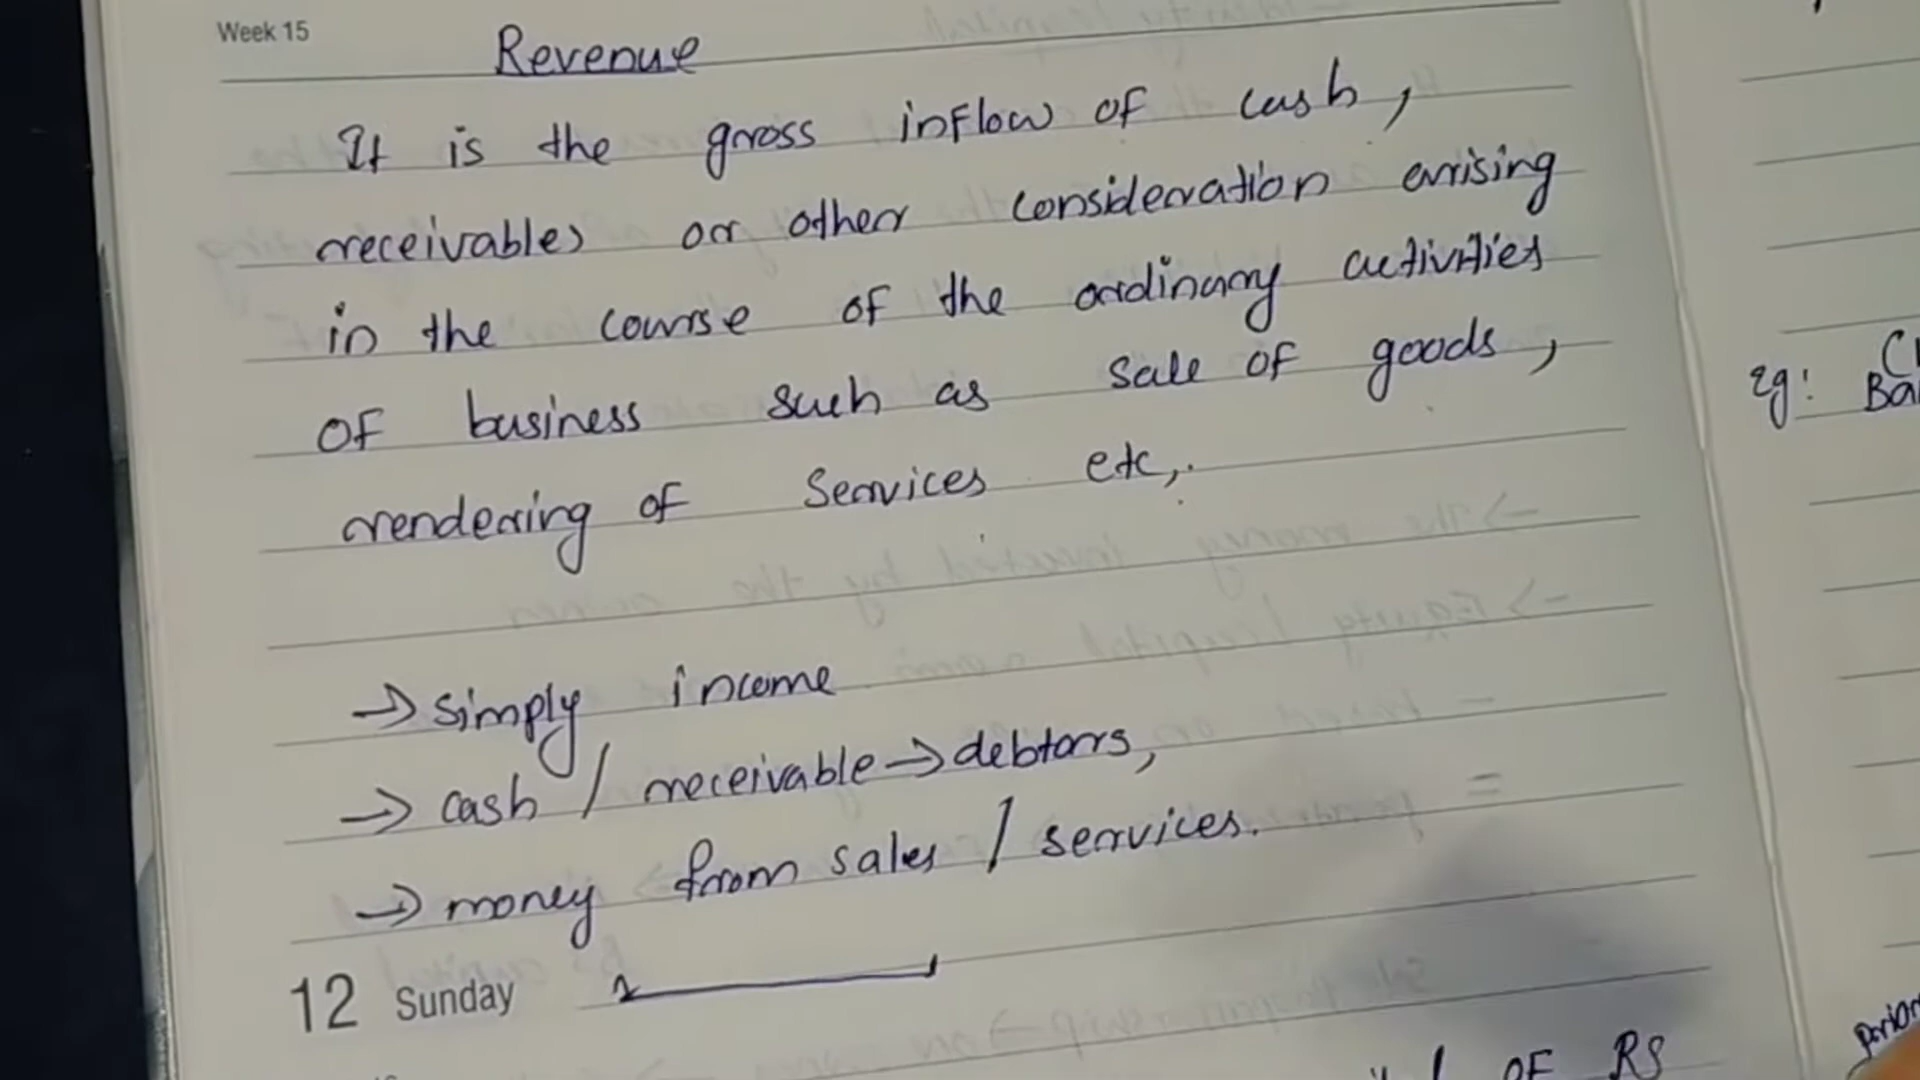 Week 15
Revenue
It is the gross inflow of cash,
receivables or other consideration arising
in the course of the ordinary activities
of business such as sale of goods,
rendering of services etc,.
→ simply income
→ cash / receivable → debtors,
→ money from sales / services.
12 Sunday
OF RS
eg: